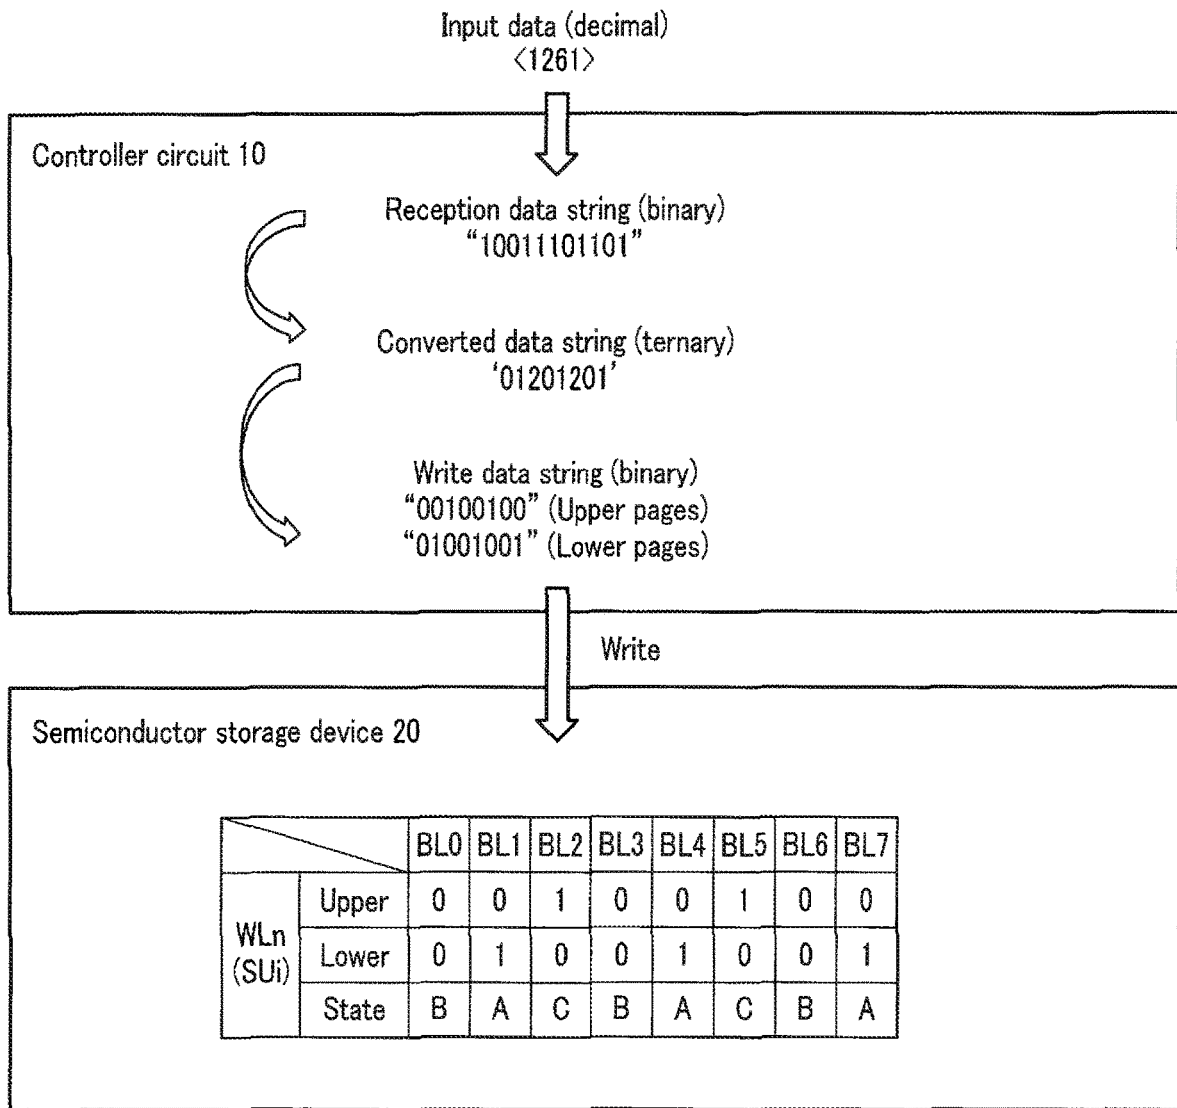 Input data (decimal)
<1261>
Controller circuit 10
Reception data string (binary)
“10011101101”
Converted data string (ternary)
‘01201201’
Write data string (binary)
“00100100” (Upper pages)
“01001001” (Lower pages)
Write
Semiconductor storage device 20
BL0 BL1 BL2 BL3 BL4 BL5 BL6 BL7
WLn (SUi)
Upper 0 0 1 0 0 1 0 0
Lower 0 1 0 0 1 0 0 1
State B A C B A C B A